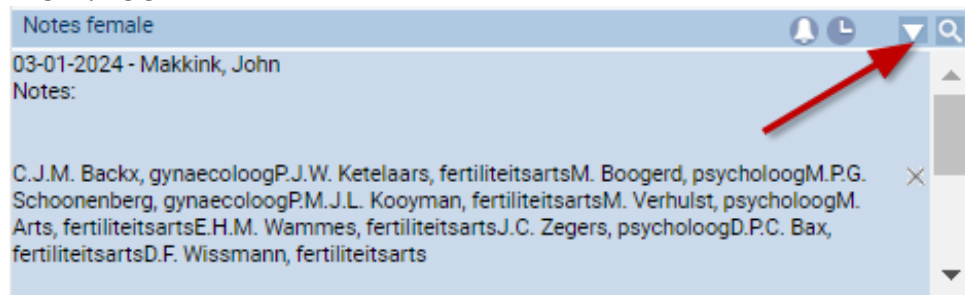 Notes female
03-01-2024 - Makkink, John
Notes:
C.J.M. Backx, gynaecoloogP.J.W. Ketelaars, fertiliteitsartsM. Boogerd, psycholoogM.P.G.
Schoonenberg, gynaecoloogP.M.J.L. Kooyman, fertiliteitsartsM. Verhulst, psycholoogM.
Arts, fertiliteitsartsE.H.M. Wammes, fertiliteitsartsJ.C. Zegers, psycholoogD.P.C. Bax,
fertiliteitsartsD.F. Wissmann, fertiliteitsarts